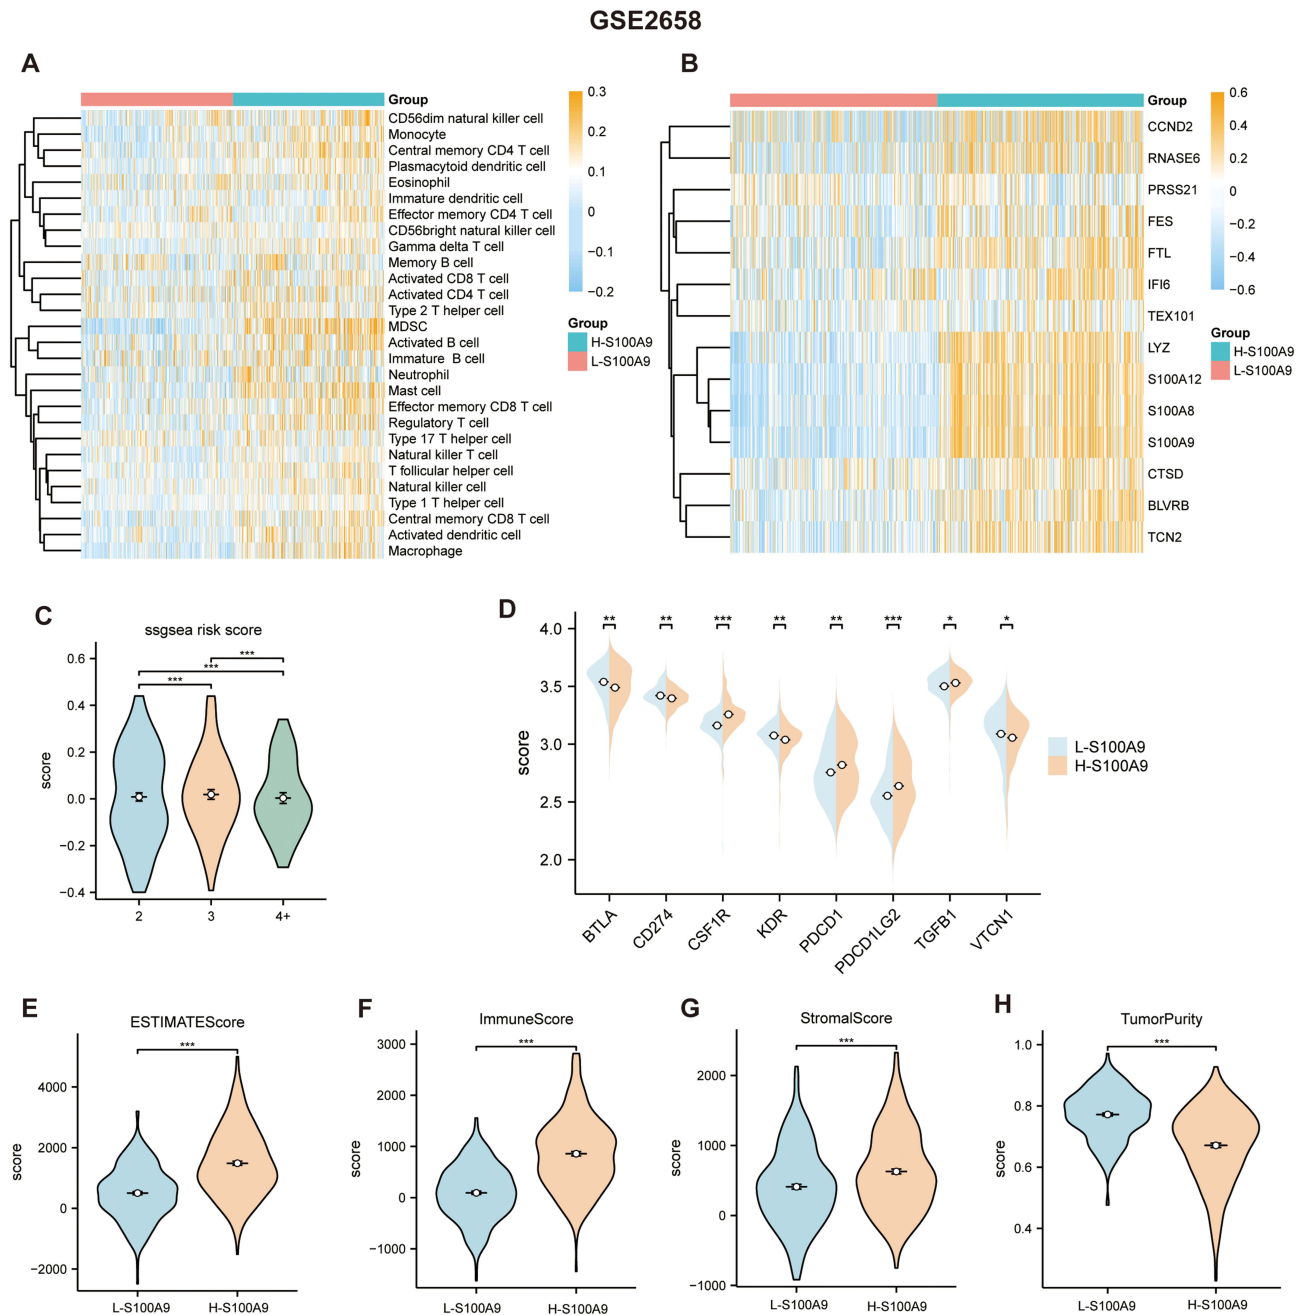 GSE2658
A
Group
CD56dim natural killer cell
Monocyte
Central memory CD4 T cell
Plasmacytoid dendritic cell
Eosinophil
Immature dendritic cell
Effector memory CD4 T cell
CD56bright natural killer cell
Gamma delta T cell
Memory B cell
Activated CD8 T cell
Activated CD4 T cell
Type 2 T helper cell
MDSC
Activated B cell
Immature  B cell
Neutrophil
Mast cell
Effector memory CD8 T cell
Regulatory T cell
Type 17 T helper cell
Natural killer T cell
T follicular helper cell
Natural killer cell
Type 1 T helper cell
Central memory CD8 T cell
Activated dendritic cell
Macrophage
0.3
0.2
0.1
0
−0.1
−0.2
Group
H-S100A9
L-S100A9
B
Group
CCND2
RNASE6
PRSS21
FES
FTL
IFI6
TEX101
LYZ
S100A12
S100A8
S100A9
CTSD
BLVRB
TCN2
0.6
0.4
0.2
0
−0.2
−0.4
−0.6
Group
H-S100A9
L-S100A9
C
ssgsea risk score
score
0.6
0.4
0.2
0.0
−0.2
−0.4
***
***
***
2
3
4+
D
score
4.0
3.5
3.0
2.5
2.0
**
**
***
**
**
***
*
*
BTLA
CD274
CSF1R
KDR
PDCD1
PDCD1LG2
TGFB1
VTCN1
L-S100A9
H-S100A9
E
ESTIMATEScore
score
4000
2000
0
−2000
***
L-S100A9
H-S100A9
F
ImmuneScore
score
3000
2000
1000
0
−1000
***
L-S100A9
H-S100A9
G
StromalScore
score
2000
1000
0
−1000
***
L-S100A9
H-S100A9
H
TumorPurity
score
1.0
0.8
0.6
0.4
***
L-S100A9
H-S100A9